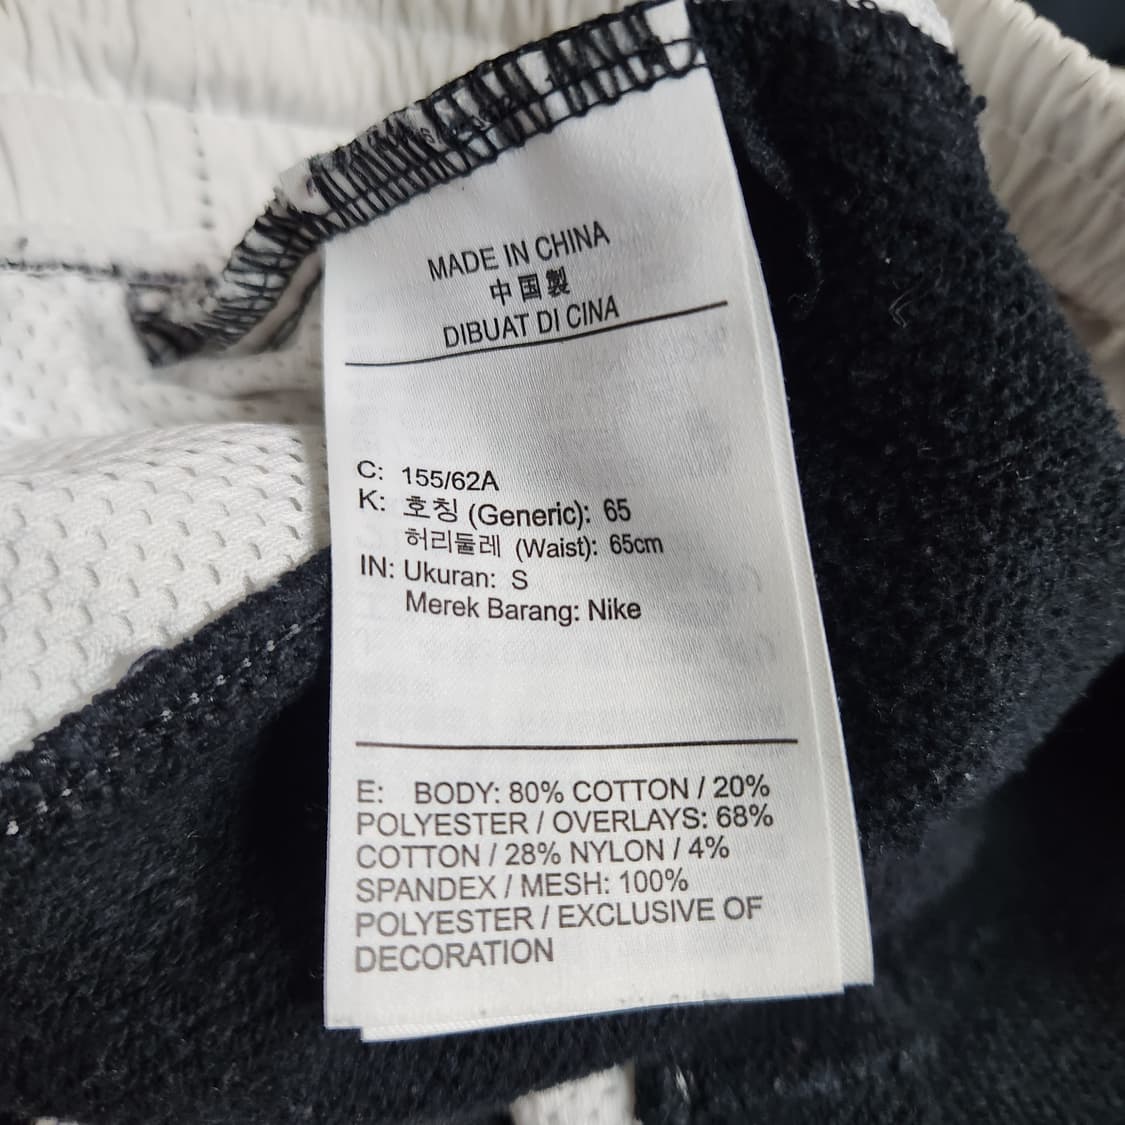 MADE IN CHINA
中国製
DIBUAT DI CINA
C: 155/62A
K: 호칭 (Generic): 65
허리둘레 (Waist): 65cm
IN: Ukuran: S
Merek Barang: Nike
E: BODY: 80% COTTON / 20%
POLYESTER / OVERLAYS: 68%
COTTON / 28% NYLON / 4%
SPANDEX / MESH: 100%
POLYESTER / EXCLUSIVE OF
DECORATION